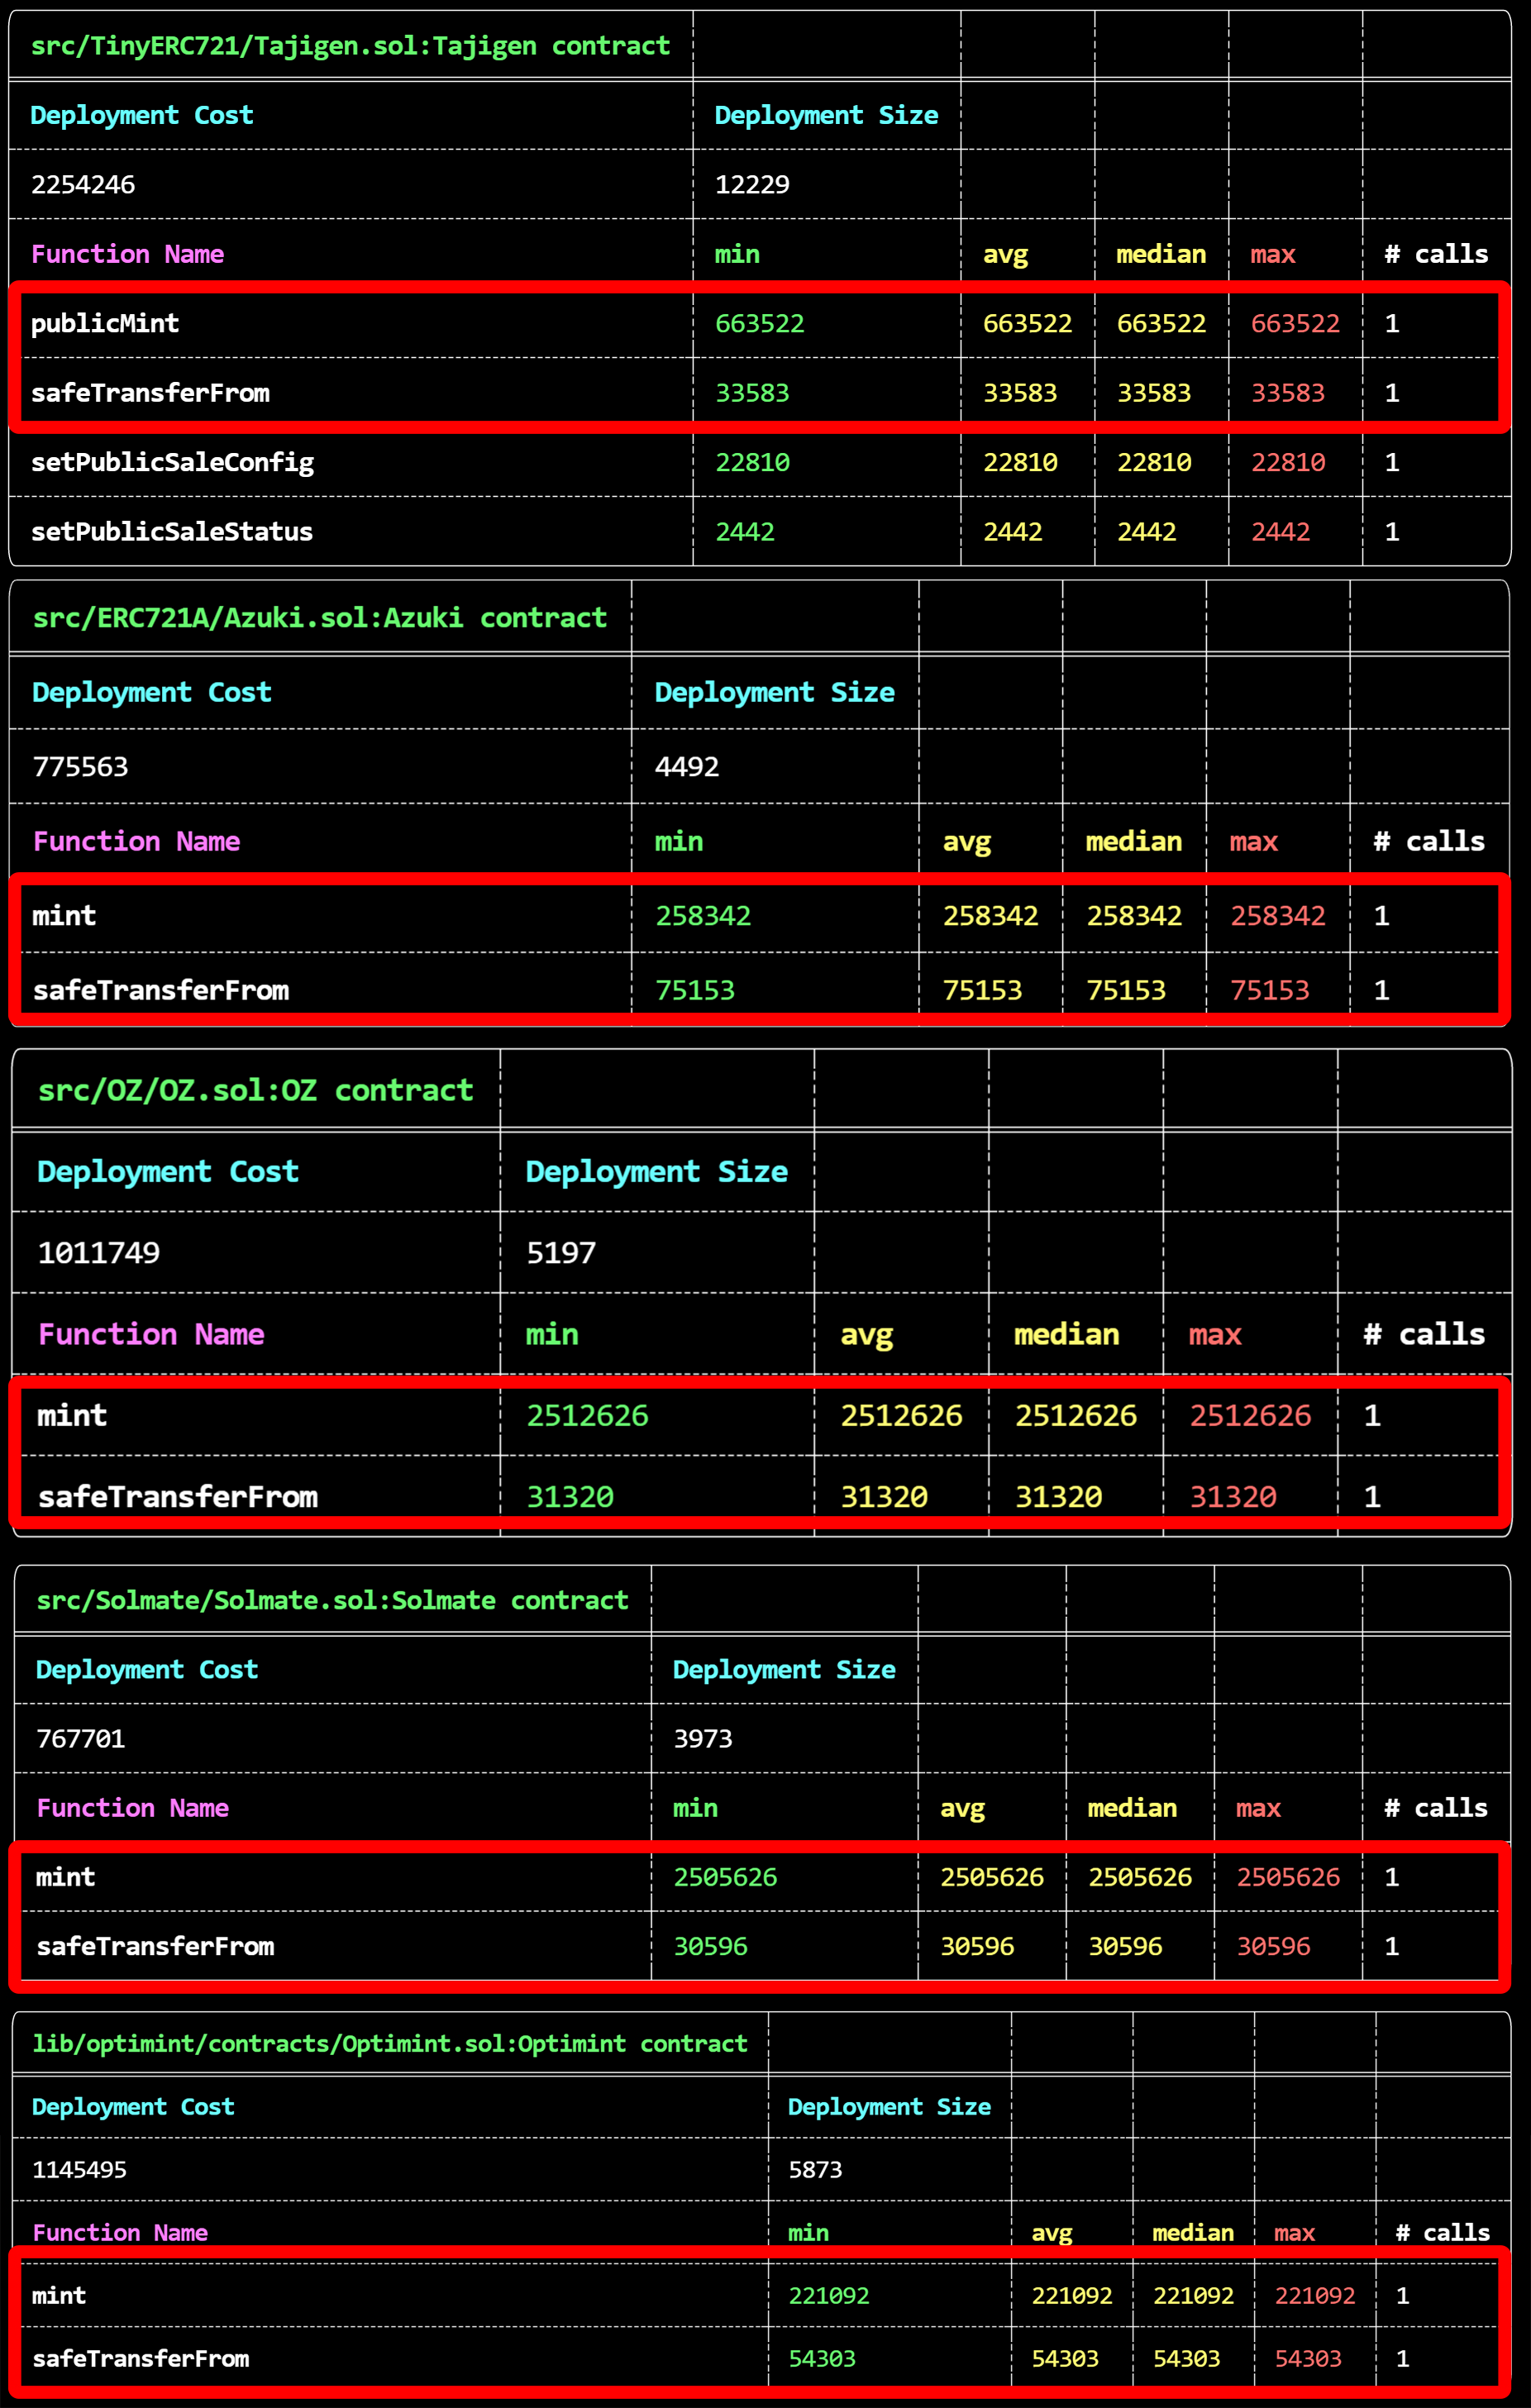 src/TinyERC721/Tajigen.sol:Tajigen contract
Deployment Cost Deployment Size
2254246 12229
Function Name min avg median max # calls
publicMint 663522 663522 663522 663522 1
safeTransferFrom 33583 33583 33583 33583 1
setPublicSaleConfig 22810 22810 22810 22810 1
setPublicSaleStatus 2442 2442 2442 2442 1
src/ERC721A/Azuki.sol:Azuki contract
Deployment Cost Deployment Size
775563 4492
Function Name min avg median max # calls
mint 258342 258342 258342 258342 1
safeTransferFrom 75153 75153 75153 75153 1
src/OZ/OZ.sol:OZ contract
Deployment Cost Deployment Size
1011749 5197
Function Name min avg median max # calls
mint 2512626 2512626 2512626 2512626 1
safeTransferFrom 31320 31320 31320 31320 1
src/Solmate/Solmate.sol:Solmate contract
Deployment Cost Deployment Size
767701 3973
Function Name min avg median max # calls
mint 2505626 2505626 2505626 2505626 1
safeTransferFrom 30596 30596 30596 30596 1
lib/optimint/contracts/Optimint.sol:Optimint contract
Deployment Cost Deployment Size
1145495 5873
Function Name min avg median max # calls
mint 221092 221092 221092 221092 1
safeTransferFrom 54303 54303 54303 54303 1